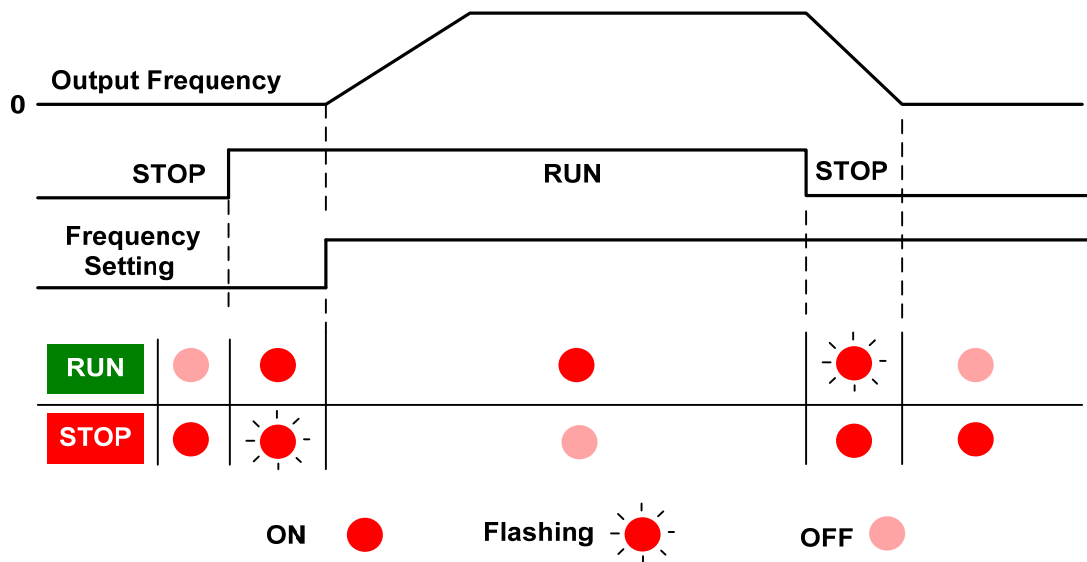 Output Frequency
0
STOP
RUN
STOP
Frequency
Setting
RUN
STOP
ON
Flashing
OFF